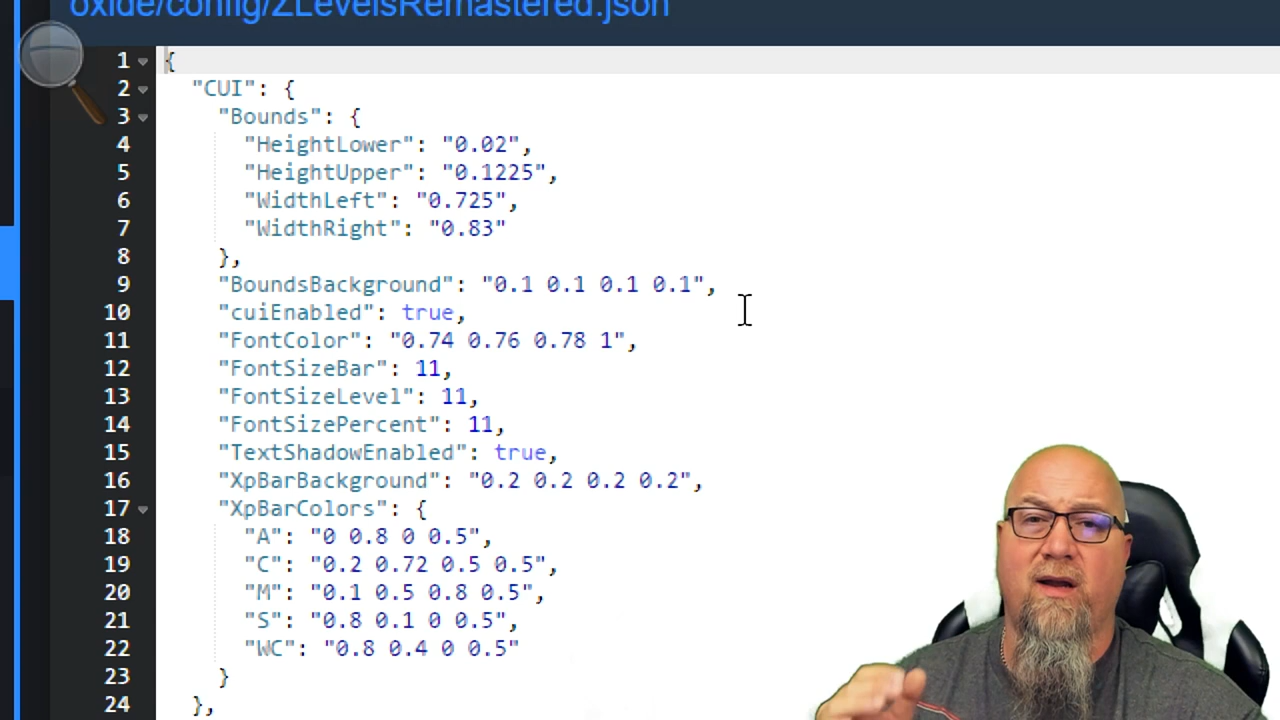 oxide/config/ZLevelsRemastered.json
1 {
2 "CUI": {
3 "Bounds": {
4 "HeightLower": "0.02",
5 "HeightUpper": "0.1225",
6 "WidthLeft": "0.725",
7 "WidthRight": "0.83"
8 },
9 "BoundsBackground": "0.1 0.1 0.1 0.1",
10 "cuiEnabled": true,
11 "FontColor": "0.74 0.76 0.78 1",
12 "FontSizeBar": 11,
13 "FontSizeLevel": 11,
14 "FontSizePercent": 11,
15 "TextShadowEnabled": true,
16 "XpBarBackground": "0.2 0.2 0.2 0.2",
17 "XpBarColors": {
18 "A": "0 0.8 0 0.5",
19 "C": "0.2 0.72 0.5 0.5",
20 "M": "0.1 0.5 0.8 0.5",
21 "S": "0.8 0.1 0 0.5",
22 "WC": "0.8 0.4 0 0.5"
23 }
24 },